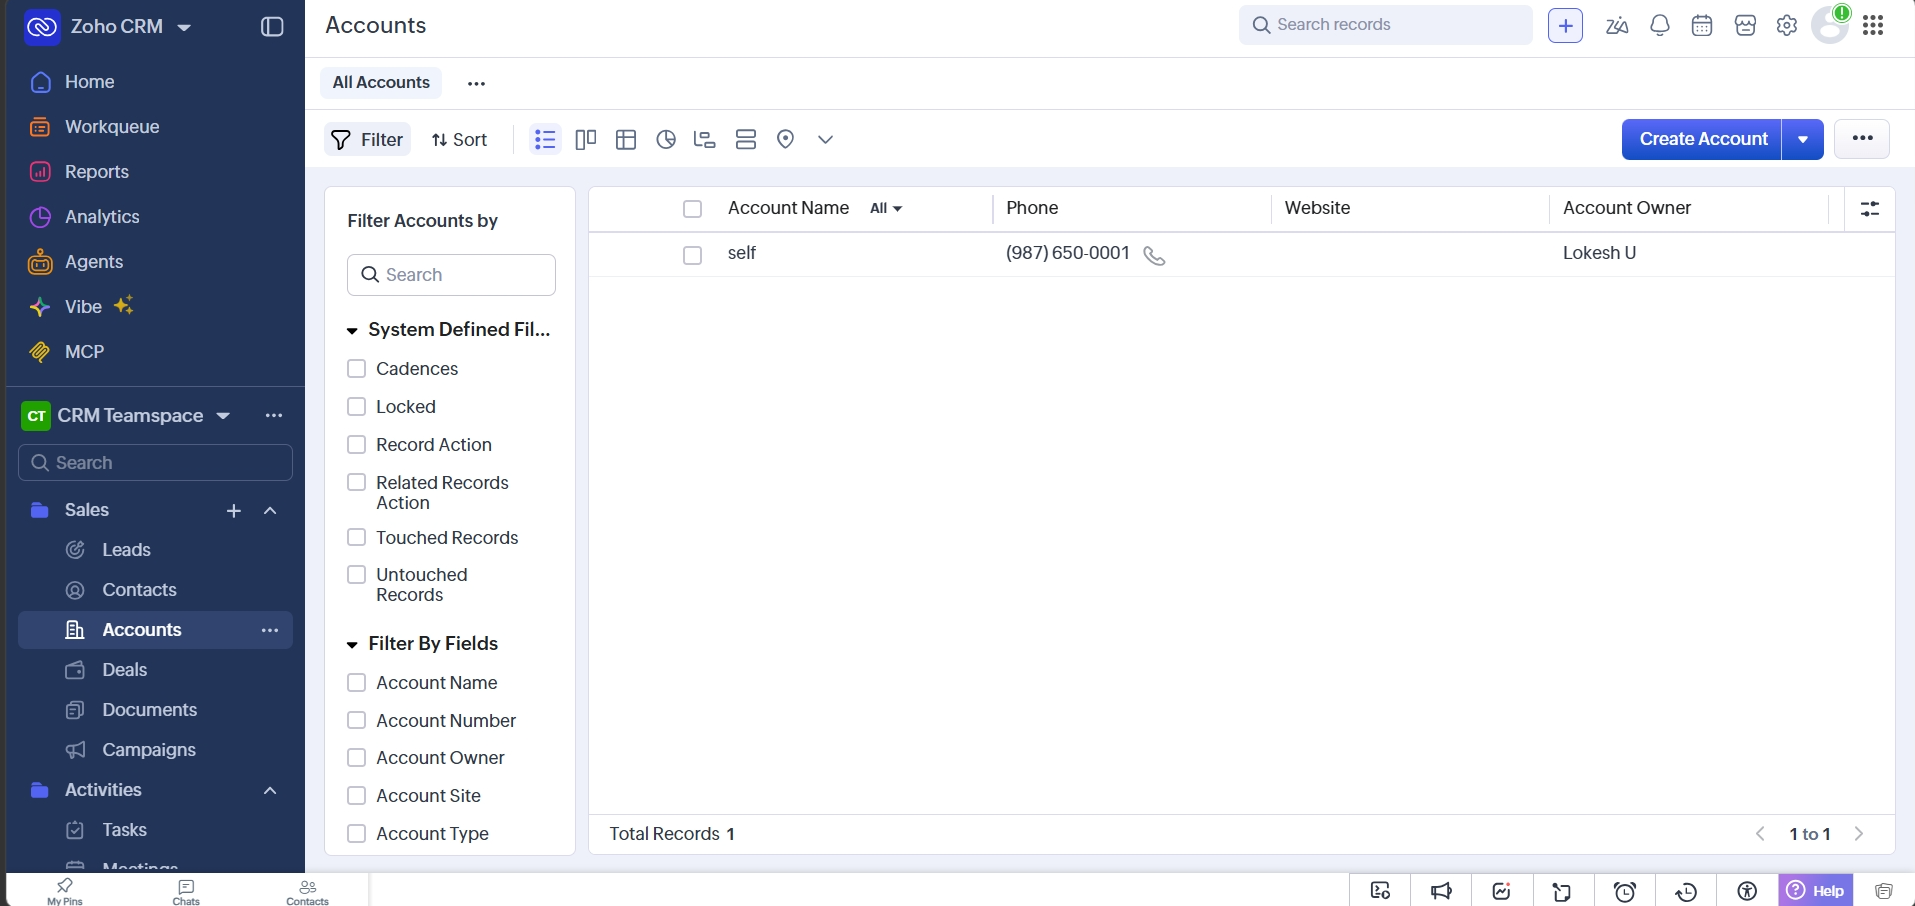 Zoho CRM
Home
Workqueue
Reports
Analytics
Agents
Vibe
MCP
CT CRM Teamspace
Search
Sales
Leads
Contacts
Accounts
Deals
Documents
Campaigns
Activities
Tasks
Meetings
My Pins
Chats
Contacts
Accounts
Search records
All Accounts
Filter
Sort
Create Account
Filter Accounts by
Search
System Defined Fil...
Cadences
Locked
Record Action
Related Records
Action
Touched Records
Untouched
Records
Filter By Fields
Account Name
Account Number
Account Owner
Account Site
Account Type
Account Name All Phone Website Account Owner
self (987) 650-0001 Lokesh U
Total Records 1
1 to 1
Help